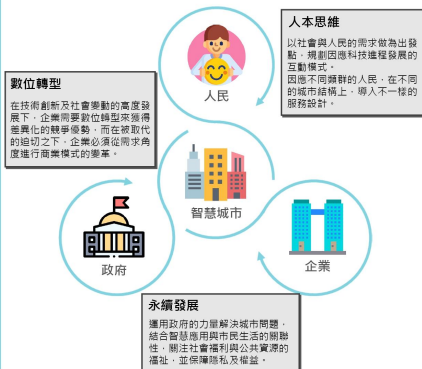 人本思維
以社會與人民的需求做為出發
點，規劃因應科技進程發展的
互動模式。
因應不同類群的人民，在不同
的城市結構上，導入不一樣的
服務設計。
人民
數位轉型
在技術創新及社會變動的高度發
展下，企業需要數位轉型來獲得
差異化的競爭優勢，而在被取代
的迫切之下，企業必須從需求角
度進行商業模式的變革。
智慧城市
政府
企業
永續發展
運用政府的力量解決城市問題，
結合智慧應用與市民生活的關聯
性，關注社會福利與公共資源的
福祉，並保障隱私及權益。